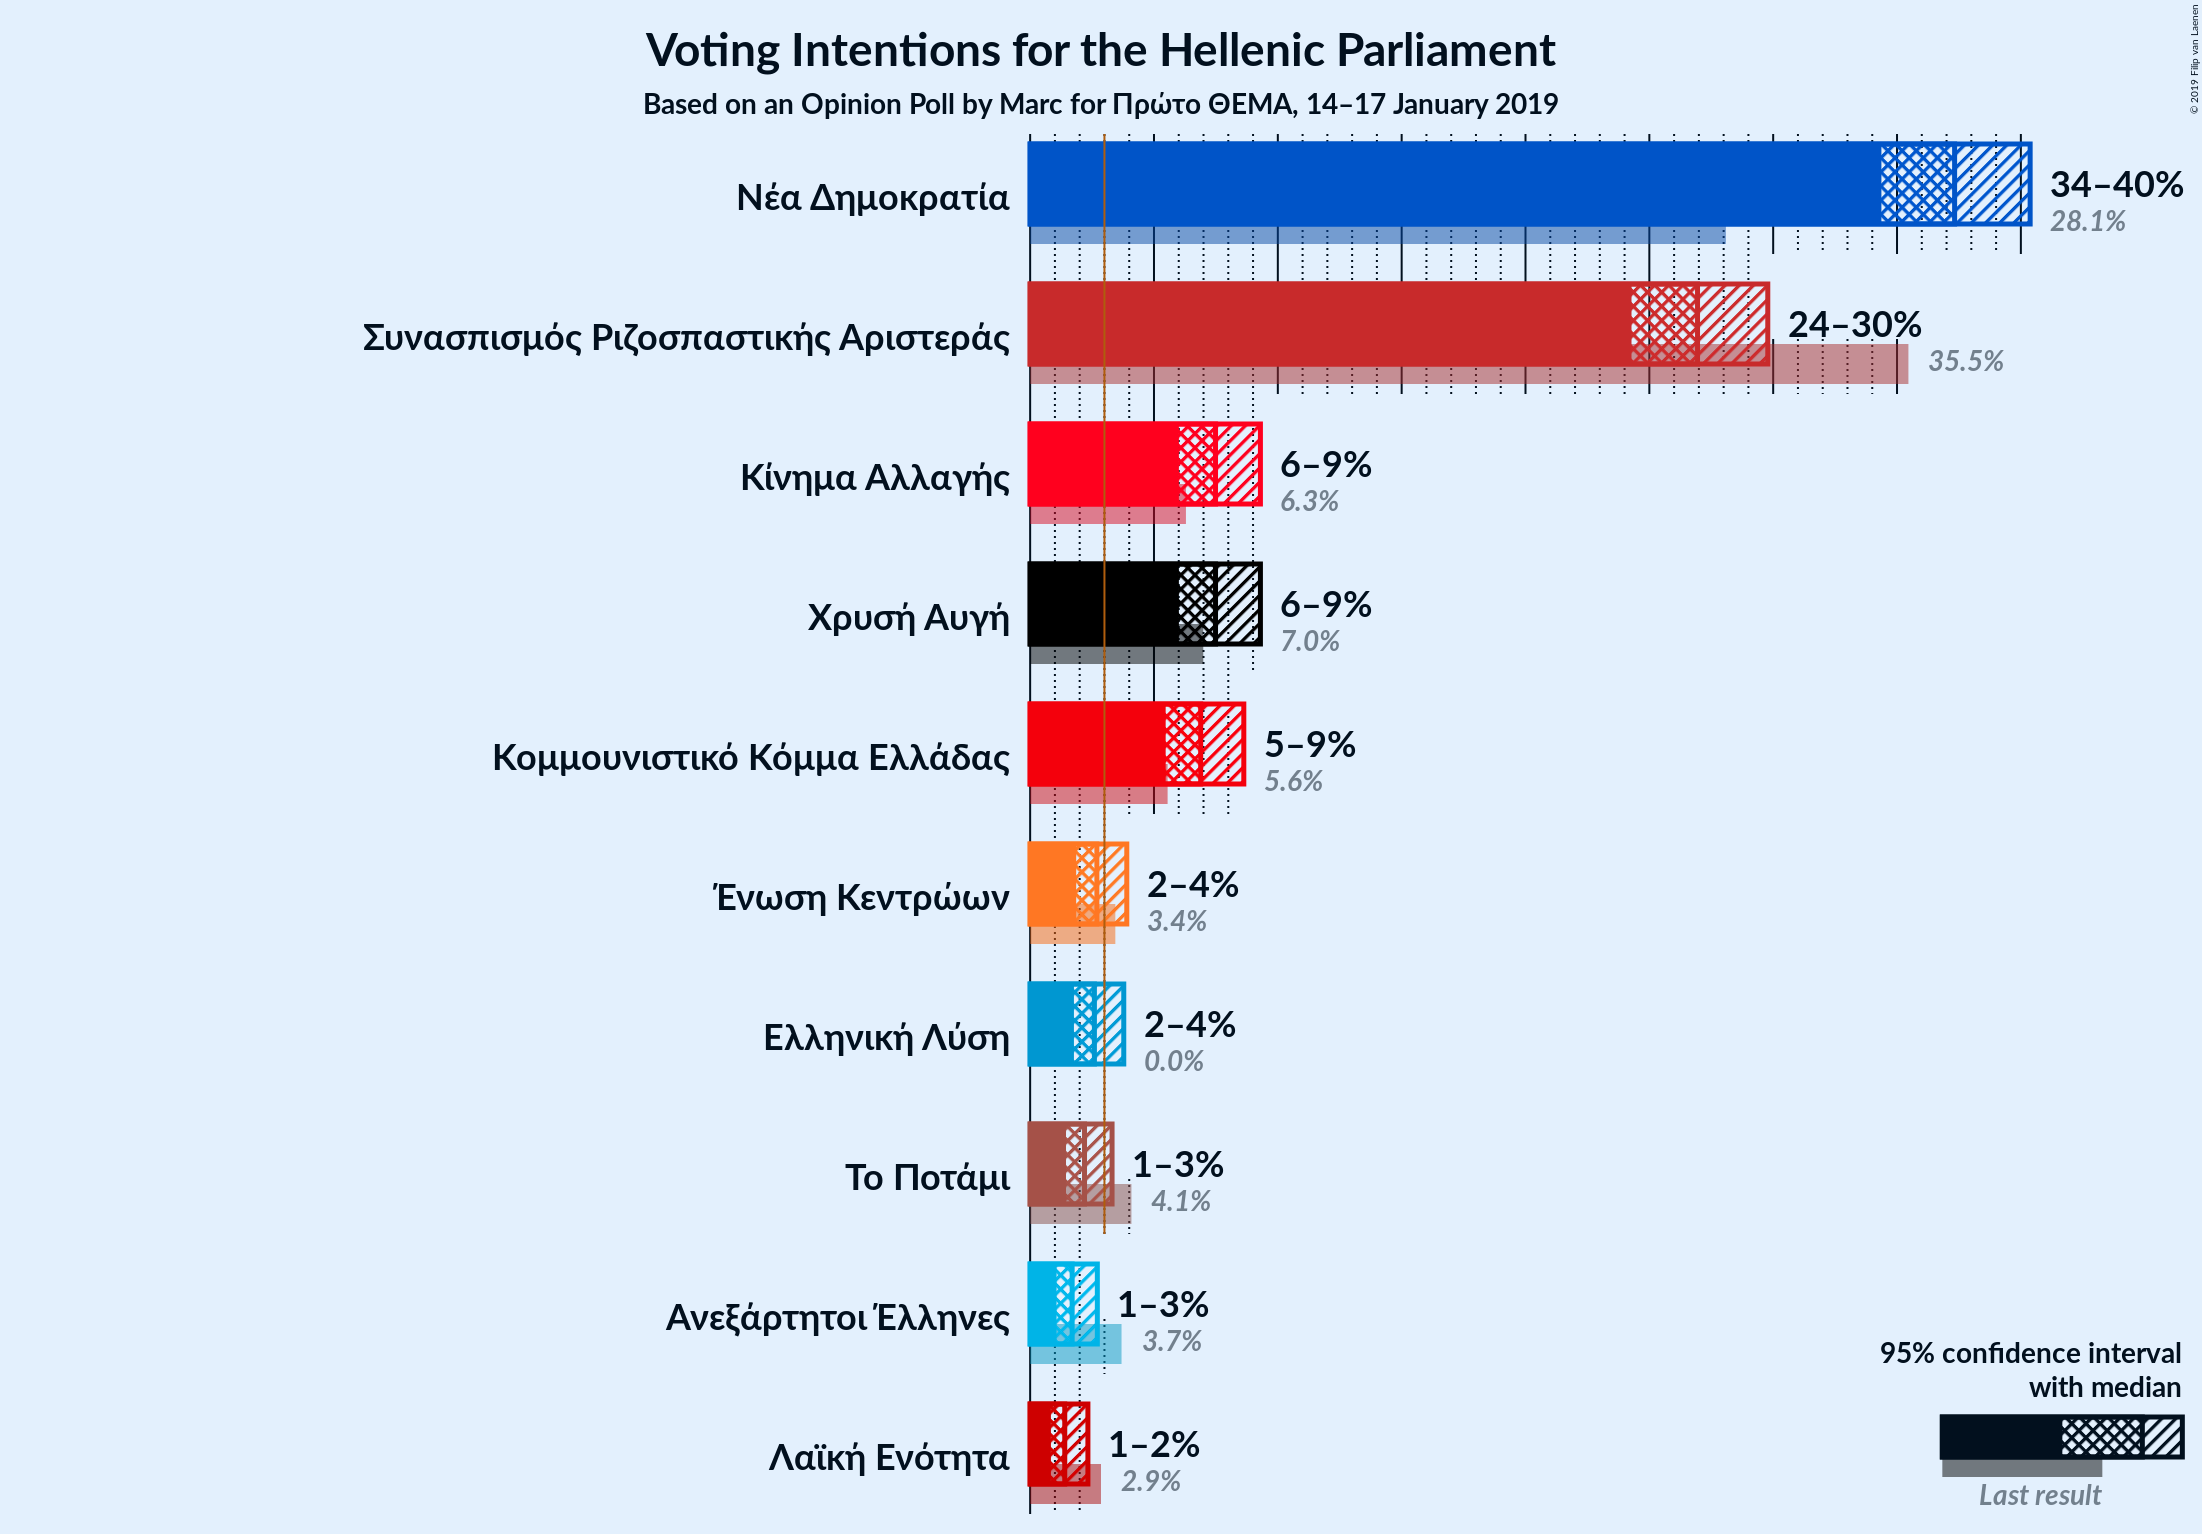 Voting Intentions for the Hellenic Parliament
Based on an Opinion Poll by Marc for Πρώτο ΘΕΜΑ, 14–17 January 2019
© 2019 Filip van Laenen
Νέα Δημοκρατία
34–40%
28.1%
Συνασπισμός Ριζοσπαστικής Αριστεράς
24–30%
35.5%
Κίνημα Αλλαγής
6–9%
6.3%
Χρυσή Αυγή
6–9%
7.0%
Κομμουνιστικό Κόμμα Ελλάδας
5–9%
5.6%
Ένωση Κεντρώων
2–4%
3.4%
Ελληνική Λύση
2–4%
0.0%
Το Ποτάμι
1–3%
4.1%
Ανεξάρτητοι Έλληνες
1–3%
3.7%
Λαϊκή Ενότητα
1–2%
2.9%
95% confidence interval
with median
Last result